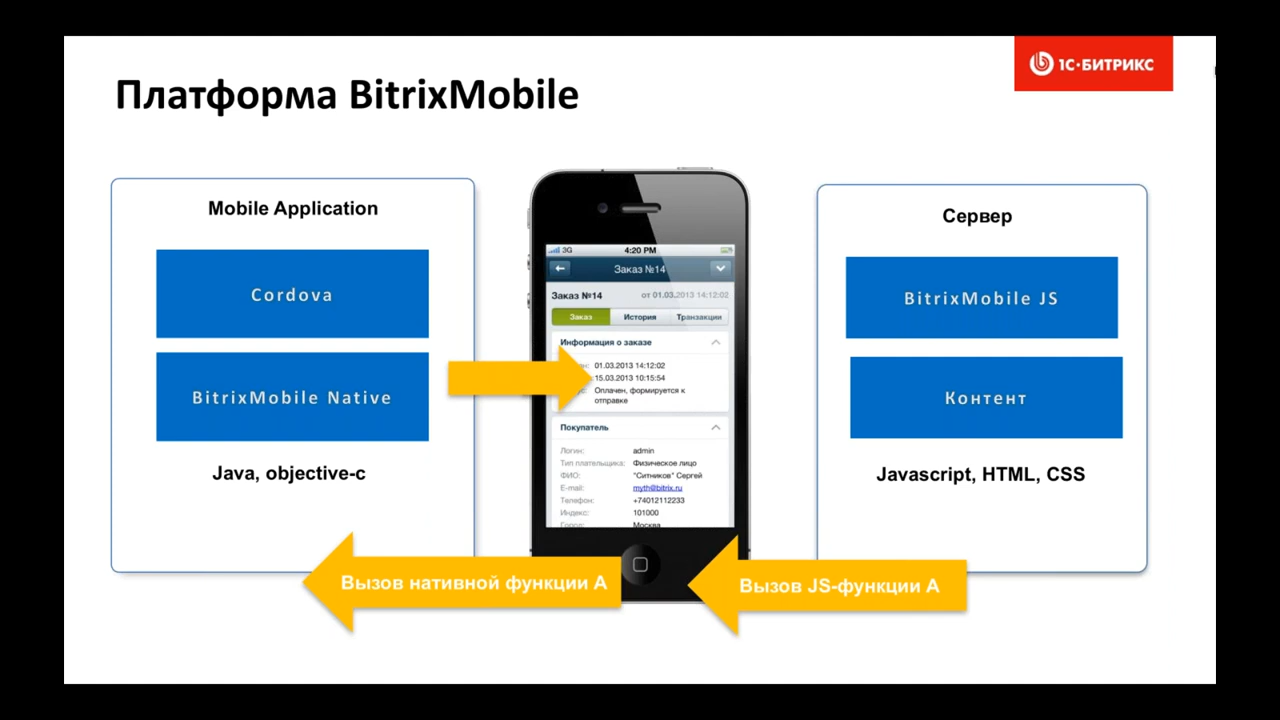 1С·БИТРИКС
Платформа BitrixMobile
Mobile Application
Cordova
BitrixMobile Native
Java, objective-c
3G
4:20 PM
Заказ №14
Заказ №14
от 01.03.2013 14:12:02
Заказ
История
Транзакции
Информация о заказе
01.03.2013 14:12:02
15.03.2013 10:15:54
Оплачен, формируется к
отправке
Покупатель
Логин: admin
Тип плательщика: Физическое лицо
ФИО: "Ситников" Сергей
E-mail: myth@bitrix.ru
Телефон: +74012112233
Индекс: 101000
Город: Москва
Сервер
BitrixMobile JS
Контент
Javascript, HTML, CSS
Вызов нативной функции А
Вызов JS-функции А